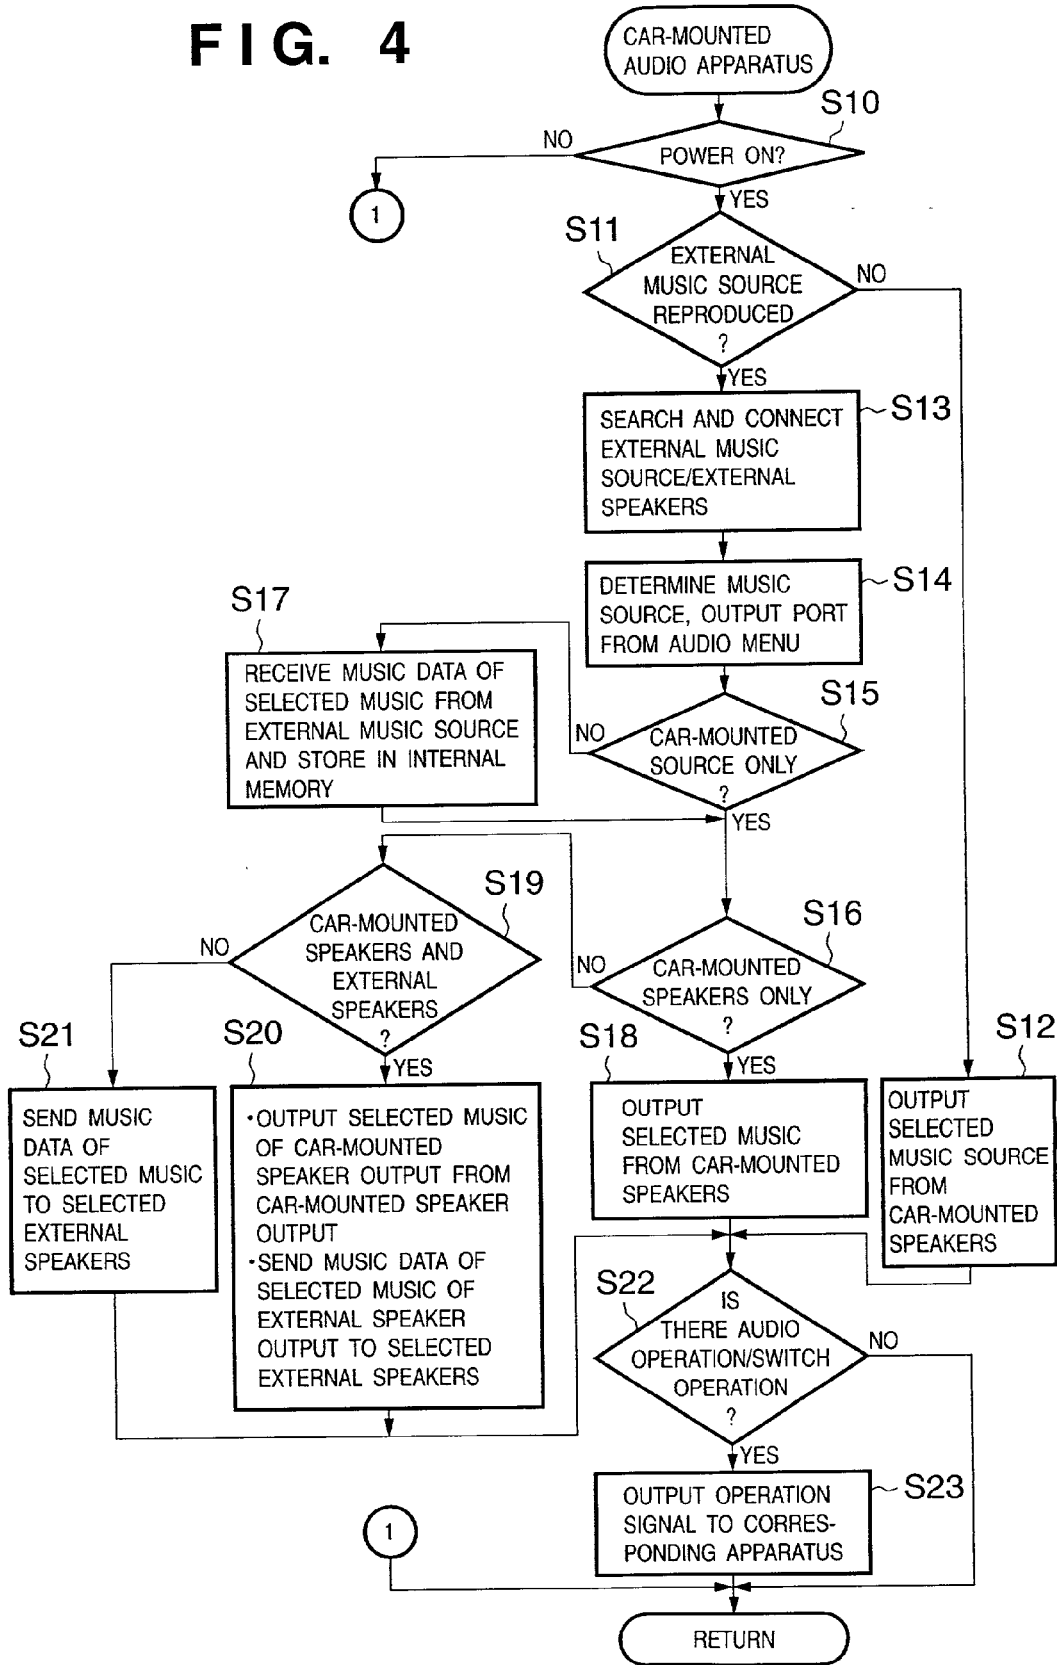 FIG. 4
CAR-MOUNTED
AUDIO APPARATUS
S10
POWER ON?
NO
1
YES
S11
EXTERNAL
MUSIC SOURCE
REPRODUCED
?
NO
YES
S13
SEARCH AND CONNECT
EXTERNAL MUSIC
SOURCE/EXTERNAL
SPEAKERS
S14
DETERMINE MUSIC
SOURCE, OUTPUT PORT
FROM AUDIO MENU
S17
RECEIVE MUSIC DATA OF
SELECTED MUSIC FROM
EXTERNAL MUSIC SOURCE
AND STORE IN INTERNAL
MEMORY
S15
NO
CAR-MOUNTED
SOURCE ONLY
?
YES
S19
CAR-MOUNTED
SPEAKERS AND
EXTERNAL
SPEAKERS
?
NO
YES
S16
NO
CAR-MOUNTED
SPEAKERS ONLY
?
YES
S21
SEND MUSIC
DATA OF
SELECTED MUSIC
TO SELECTED
EXTERNAL
SPEAKERS
S20
•OUTPUT SELECTED MUSIC
OF CAR-MOUNTED
SPEAKER OUTPUT FROM
CAR-MOUNTED SPEAKER
OUTPUT
•SEND MUSIC DATA OF
SELECTED MUSIC OF
EXTERNAL SPEAKER
OUTPUT TO SELECTED
EXTERNAL SPEAKERS
S18
OUTPUT
SELECTED MUSIC
FROM CAR-MOUNTED
SPEAKERS
S12
OUTPUT
SELECTED
MUSIC SOURCE
FROM
CAR-MOUNTED
SPEAKERS
S22
IS
THERE AUDIO
OPERATION/SWITCH
OPERATION
?
NO
YES
S23
OUTPUT OPERATION
SIGNAL TO CORRES-
PONDING APPARATUS
1
RETURN